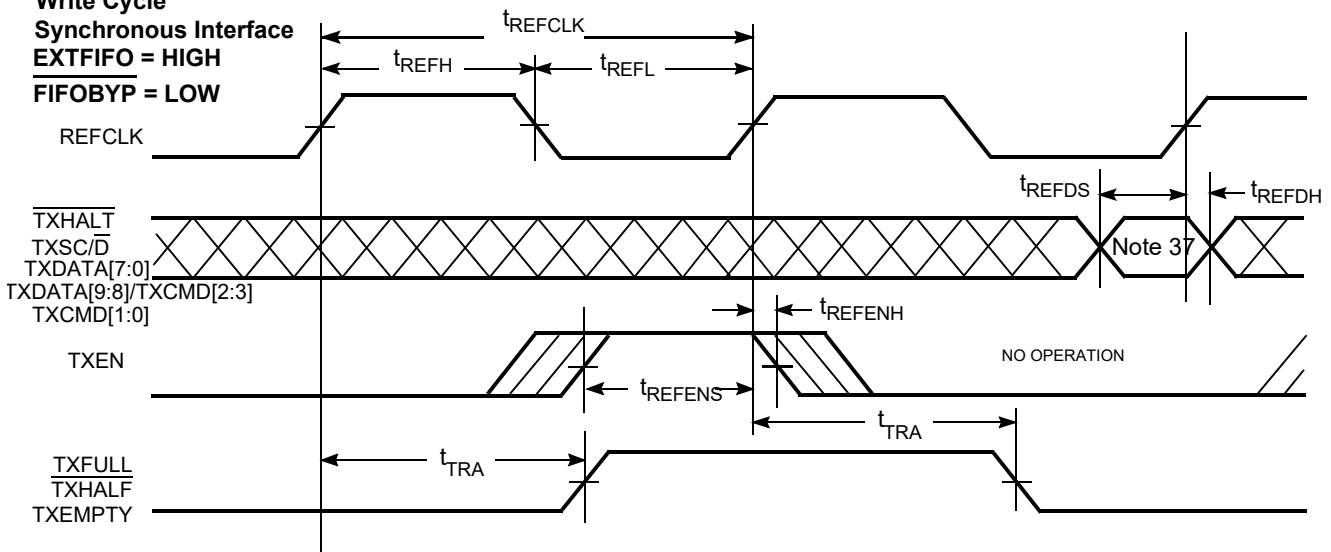 Write Cycle
Synchronous Interface
EXTFIFO = HIGH
FIFOBYP = LOW
tREFCLK
tREFH
tREFL
REFCLK
tREFDS
tREFDH
TXHALT
TXSC/D
TXDATA[7:0]
TXDATA[9:8]/TXCMD[2:3]
TXCMD[1:0]
Note 37
tREFENH
TXEN
NO OPERATION
tREFENS
tTRA
tTRA
TXFULL
TXHALF
TXEMPTY